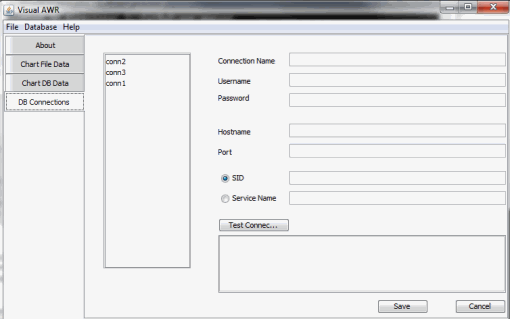 Visual AWR
File Database Help
About
Chart File Data
Chart DB Data
DB Connections
conn2
conn3
conn1
Connection Name
Username
Password
Hostname
Port
SID
Service Name
Test Connec...
Save
Cancel